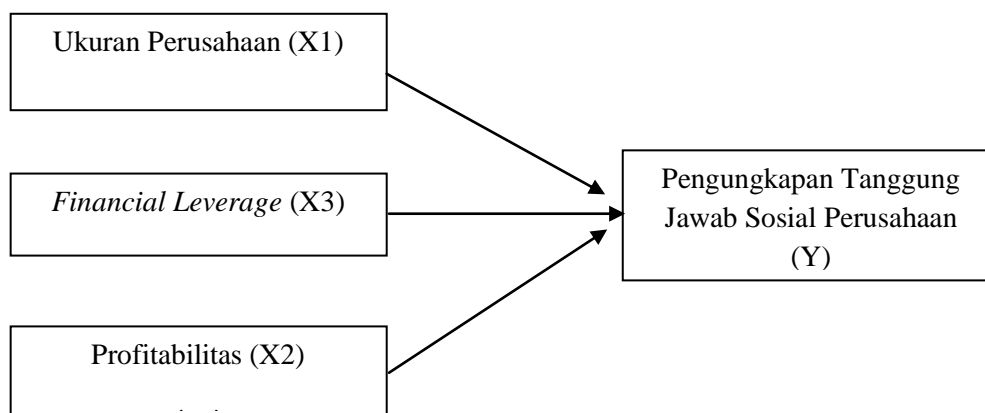 Ukuran Perusahaan (X1)
Financial Leverage (X3)
Pengungkapan Tanggung
Jawab Sosial Perusahaan
(Y)
Profitabilitas (X2)